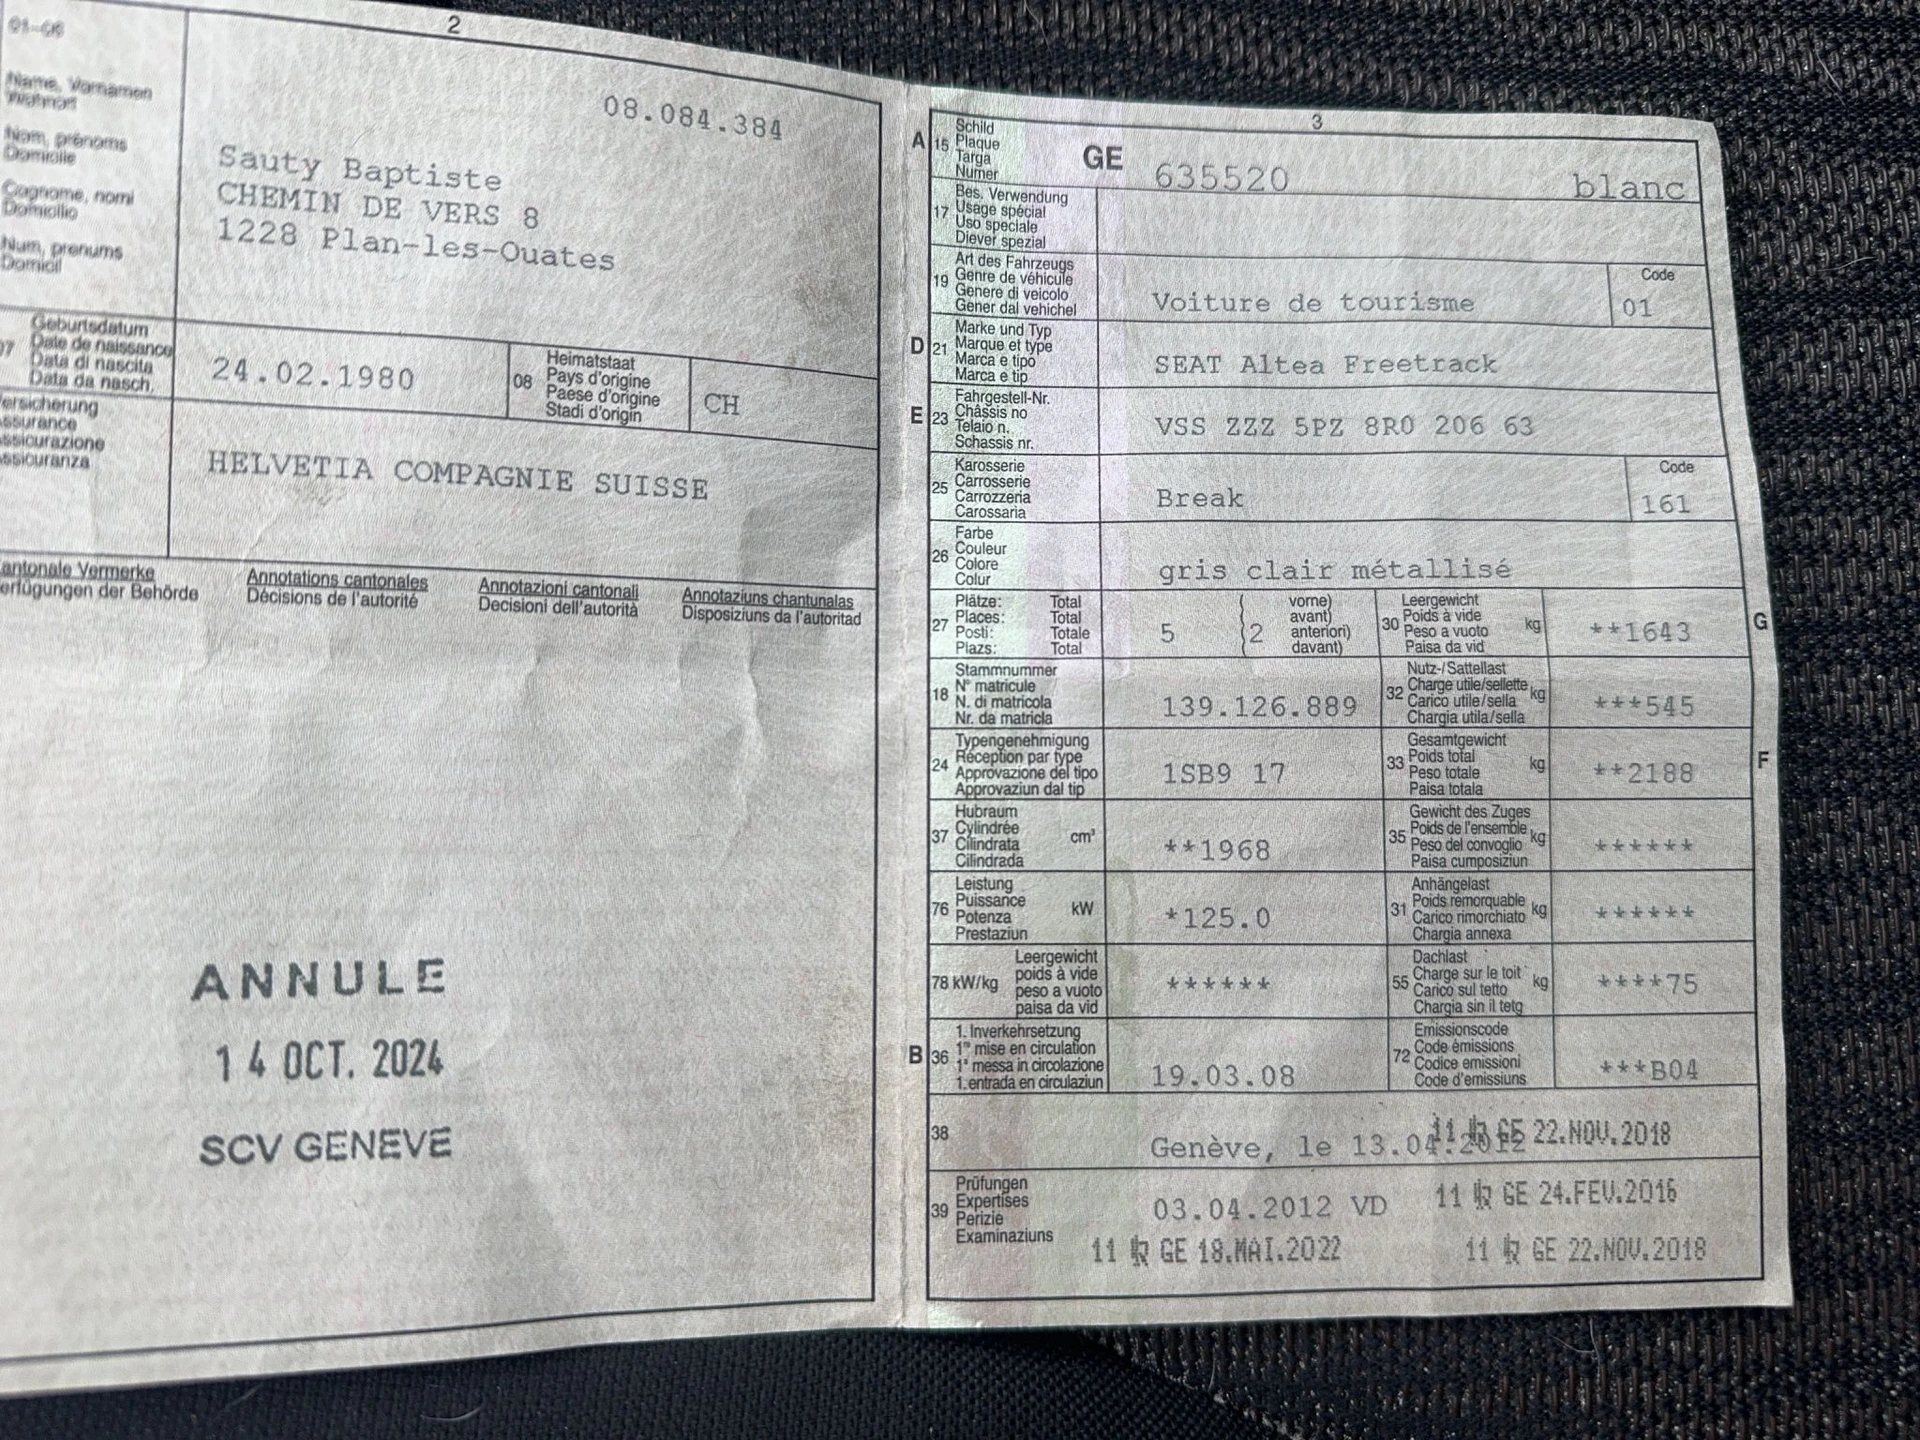 2
01-06
08.084.384
Name, Vornamen
Wohnort
Nom, prénoms
Domicile
Cognome, nomi
Domicilio
Num, prenums
Domicil
Sauty Baptiste
CHEMIN DE VERS 8
1228 Plan-les-Ouates
07
Geburtsdatum
Date de naissance
Data di nascita
Data da nasch.
24.02.1980
08
Heimatstaat
Pays d'origine
Paese d'origine
Stadi d'origin
CH
ersicherung
ssurance
ssicurazione
ssicuranza
HELVETIA COMPAGNIE SUISSE
antonale Vermerke
erfügungen der Behörde
Annotations cantonales
Décisions de l'autorité
Annotazioni cantonali
Decisioni dell'autorità
Annotaziuns chantunalas
Disposiziuns da l'autoritad
ANNULE
14 OCT. 2024
SCV GENEVE
3
A 15
Schild
Plaque
Targa
Numer
GE 635520 blanc
17
Bes. Verwendung
Usage spécial
Uso speciale
Diever spezial
19
Art des Fahrzeugs
Genre de véhicule
Genere di veicolo
Gener dal vehichel
Voiture de tourisme
Code
01
D 21
Marke und Typ
Marque et type
Marca e tipo
Marca e tip
SEAT Altea Freetrack
E 23
Fahrgestell-Nr.
Châssis no
Telaio n.
Schassis nr.
VSS ZZZ 5PZ 8R0 206 63
25
Karosserie
Carrosserie
Carrozzeria
Carossaria
Break
Code
161
26
Farbe
Couleur
Colore
Colur
gris clair métallisé
27
Plätze: Total
Places: Total
Posti: Totale
Plazs: Total
5 2
vorne)
avant)
anteriori)
davant)
30
Leergewicht
Poids à vide
Peso a vuoto
Paisa da vid
kg
**1643
G
18
Stammnummer
N° matricule
N. di matricola
Nr. da matricla
139.126.889
32
Nutz-/Sattellast
Charge utile/sellette
Carico utile/sella
Chargia utila/sella
kg
***545
24
Typengenehmigung
Réception par type
Approvazione del tipo
Approvaziun dal tip
1SB9 17
33
Gesamtgewicht
Poids total
Peso totale
Paisa totala
kg
**2188
F
37
Hubraum
Cylindrée
Cilindrata
Cilindrada
cm³
**1968
35
Gewicht des Zuges
Poids de l'ensemble
Peso del convoglio
Paisa cumposiziun
kg
******
76
Leistung
Puissance
Potenza
Prestaziun
kW
*125.0
31
Anhängelast
Poids remorquable
Carico rimorchiato
Chargia annexa
kg
******
78 kW/kg
Leergewicht
poids à vide
peso a vuoto
paisa da vid
******
55
Dachlast
Charge sur le toit
Carico sul tetto
Chargia sin il tetg
kg
****75
B 36
1. Inverkehrsetzung
1re mise en circulation
1a messa in circolazione
1. entrada en circulaziun
19.03.08
72
Emissionscode
Code émissions
Codice emissioni
Code d'emissiuns
***B04
38
Genève, le 13.04.2012
11 GE 22.NOV.2018
39
Prüfungen
Expertises
Perizie
Examinaziuns
03.04.2012 VD
11 GE 24.FEV.2016
11 GE 18.MAI.2022
11 GE 22.NOV.2018